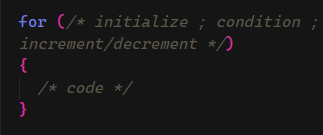 for (/* initialize ; condition ;
increment/decrement */)
{
  /* code */
}